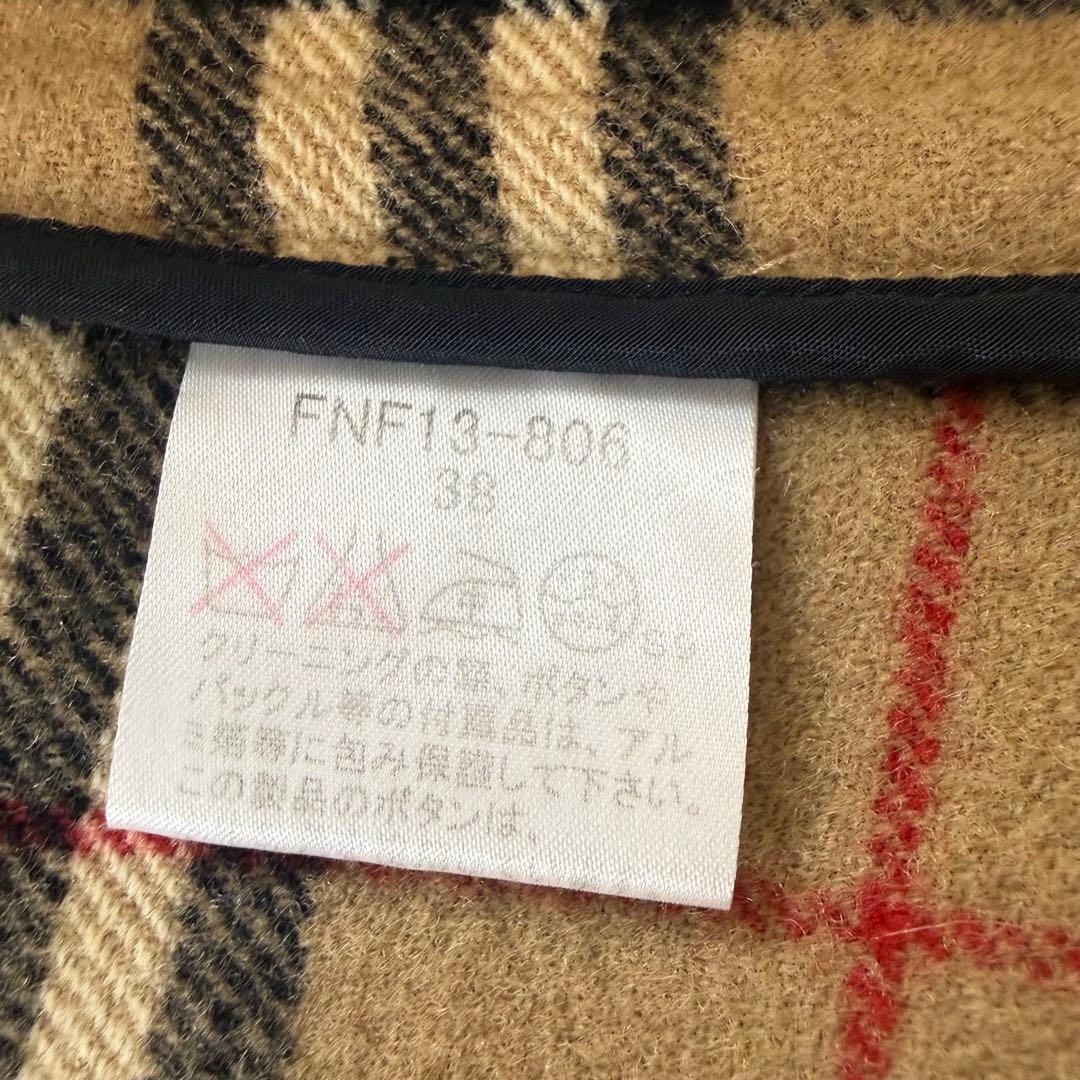 FNF13-806
38
クリーニングの際、ボタンや
バックル等の付属品は、アル
ミ箔等に包み保護して下さい。
この製品のボタンは、